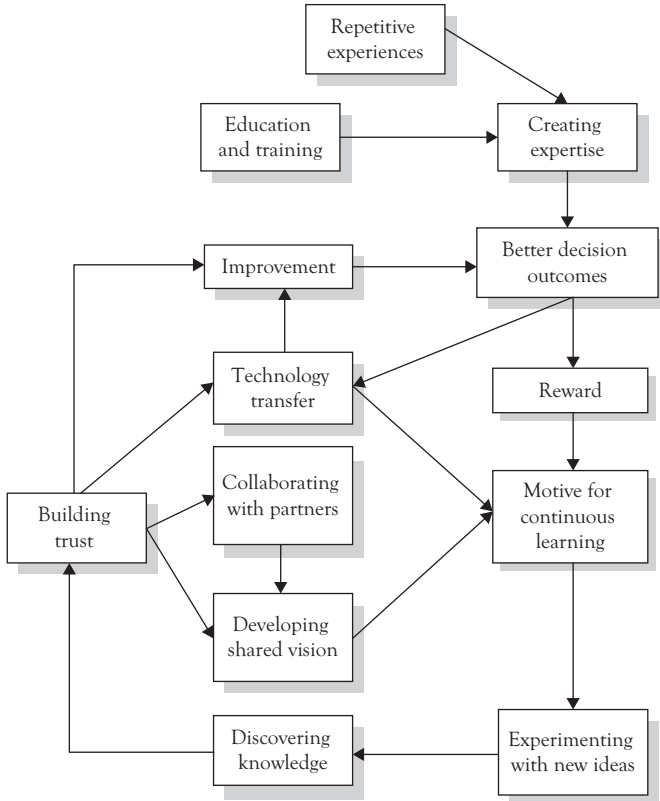 Repetitive
experiences
Education
and training
Creating
expertise
Improvement
Better decision
outcomes
Technology
transfer
Reward
Collaborating
with partners
Motive for
continuous
learning
Building
trust
Developing
shared vision
Discovering
knowledge
Experimenting
with new ideas